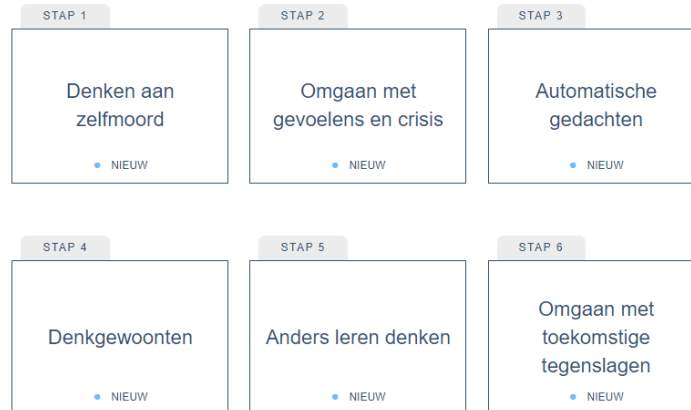 STAP 1
Denken aan
zelfmoord
NIEUW
STAP 2
Omgaan met
gevoelens en crisis
NIEUW
STAP 3
Automatische
gedachten
NIEUW
STAP 4
Denkgewoonten
NIEUW
STAP 5
Anders leren denken
NIEUW
STAP 6
Omgaan met
toekomstige
tegenslagen
NIEUW